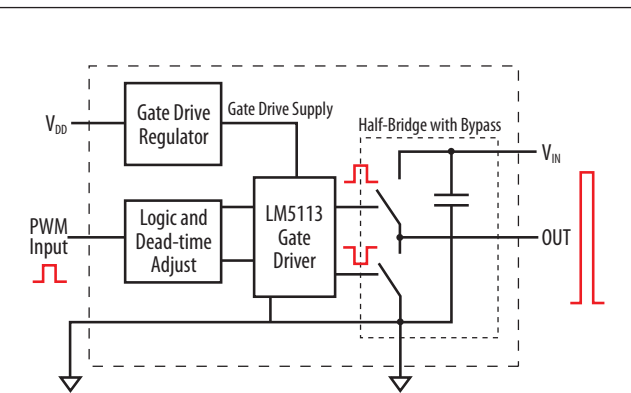 Gate Drive
Regulator
Gate Drive Supply
V_DD
Half-Bridge with Bypass
V_IN
PWM
Input
Logic and
Dead-time
Adjust
LM5113
Gate
Driver
OUT